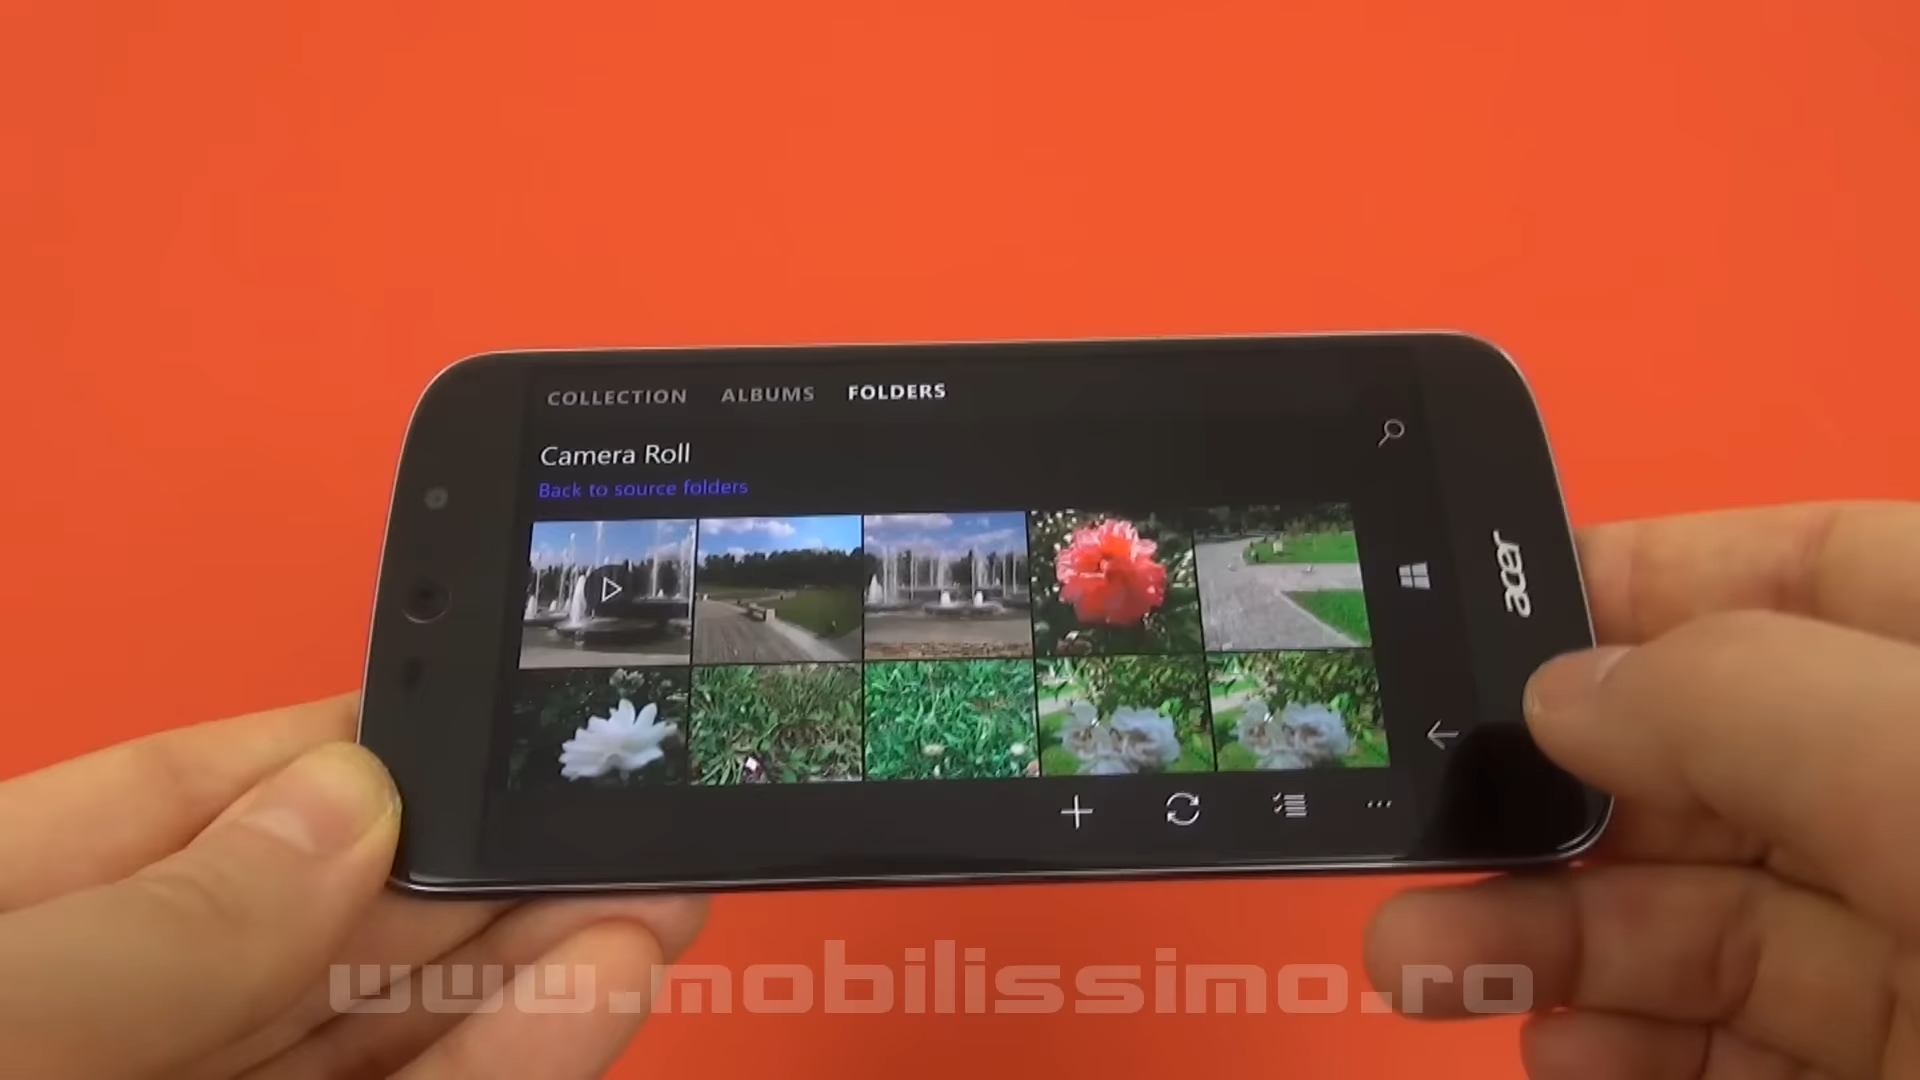 COLLECTION ALBUMS FOLDERS
Camera Roll
Back to source folders
acer
www.mobilissimo.ro